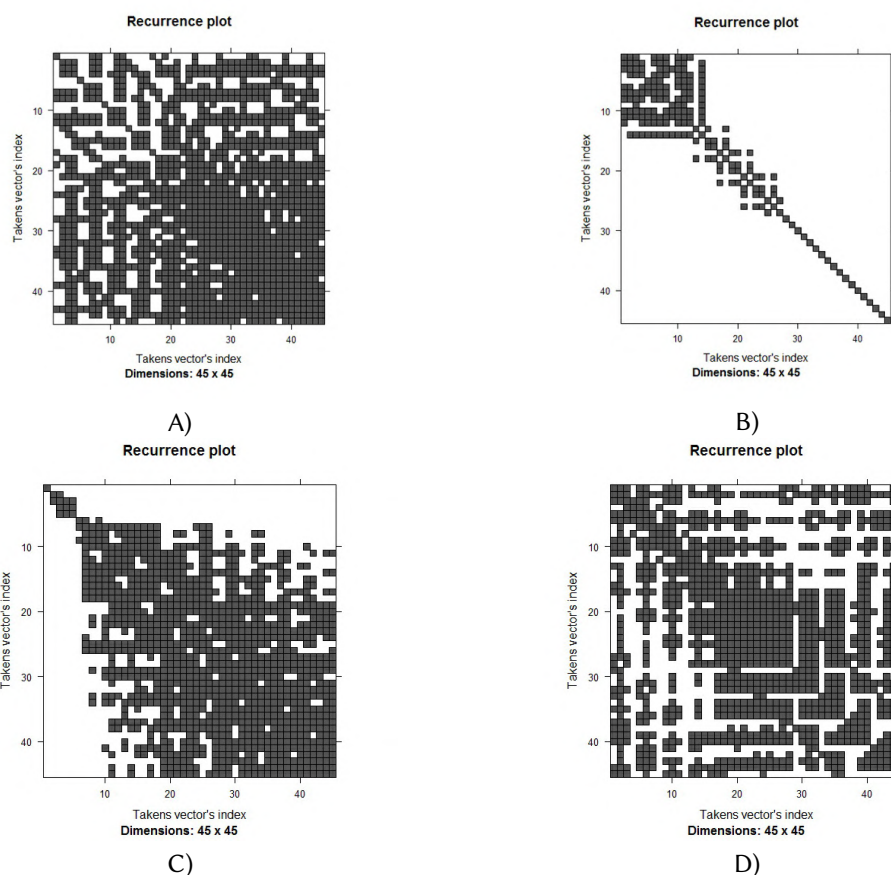 Recurrence plot
Takens vector's index
10
20
30
40
10 20 30 40
Takens vector's index
Dimensions: 45 x 45
A)
Recurrence plot
Takens vector's index
10
20
30
40
10 20 30 40
Takens vector's index
Dimensions: 45 x 45
B)
Recurrence plot
Takens vector's index
10
20
30
40
10 20 30 40
Takens vector's index
Dimensions: 45 x 45
C)
Recurrence plot
Takens vector's index
10
20
30
40
10 20 30 40
Takens vector's index
Dimensions: 45 x 45
D)